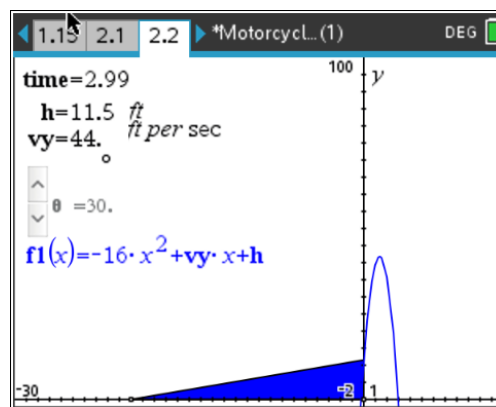 1.15 2.1 2.2 *Motorcycl...(1) DEG
100 y
time=2.99
h=11.5 ft
vy=44. ft per sec
°
θ =30.
f1(x)=-16· x²+vy· x+h
-30 -2 1